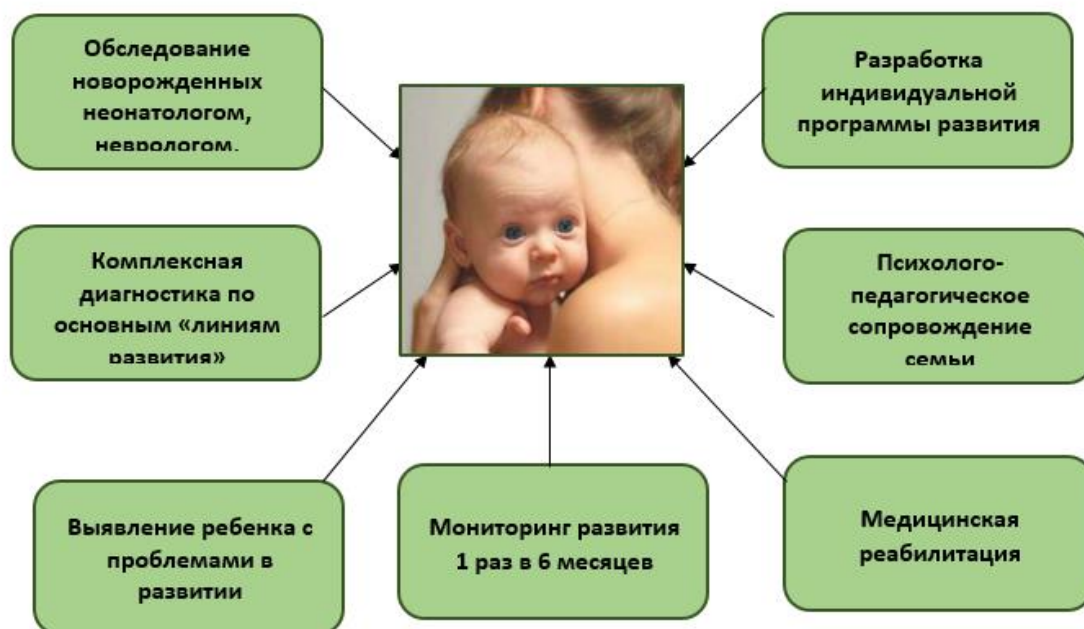 Обследование
новорожденных
неонатологом,
неврологом.
Комплексная
диагностика по
основным «линиям
развития»
Выявление ребенка с
проблемами в
развитии
Мониторинг развития
1 раз в 6 месяцев
Разработка
индивидуальной
программы развития
Психолого-
педагогическое
сопровождение
семьи
Медицинская
реабилитация